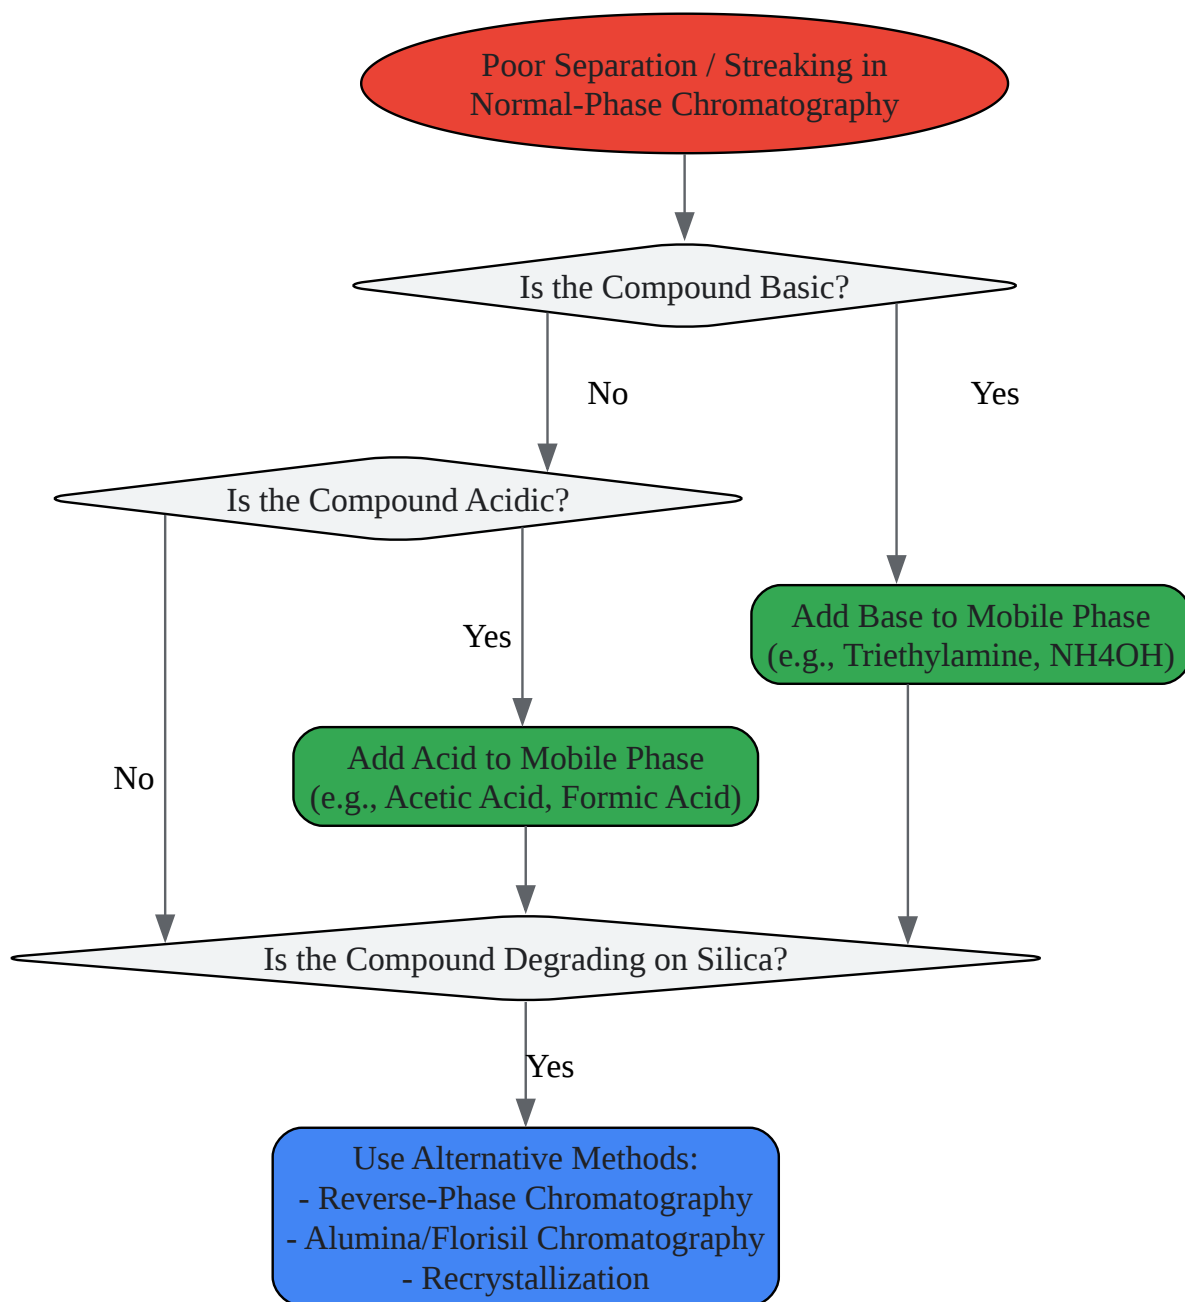 Poor Separation / Streaking in
Normal-Phase Chromatography
Is the Compound Basic?
No
Yes
Is the Compound Acidic?
Add Base to Mobile Phase
(e.g., Triethylamine, NH4OH)
Yes
Add Acid to Mobile Phase
(e.g., Acetic Acid, Formic Acid)
No
Is the Compound Degrading on Silica?
Yes
Use Alternative Methods:
- Reverse-Phase Chromatography
- Alumina/Florisil Chromatography
- Recrystallization